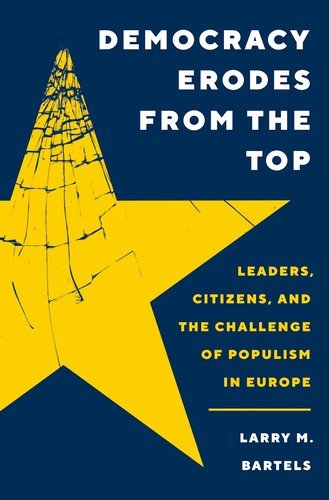 DEMOCRACY
ERODES
FROM THE
TOP
LEADERS,
CITIZENS, AND
THE CHALLENGE
OF POPULISM
IN EUROPE
LARRY M.
BARTELS